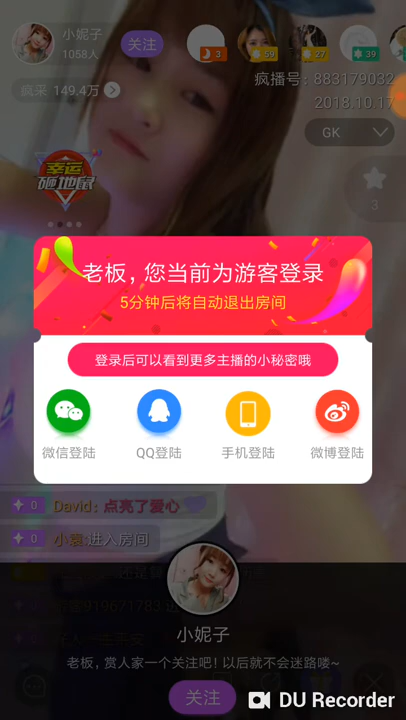 小妮子
1058人
关注
3
59
27
39
疯采 149.4万
疯播号：883179032
2018.10.17
GK
幸运
砸地鼠
3
老板，您当前为游客登录
5分钟后将自动退出房间
登录后可以看到更多主播的小秘密哦
微信登陆
QQ登陆
手机登陆
微博登陆
0 David: 点亮了爱心
0 小袁:进入房间
小妮子
老板，赏人家一个关注吧！以后就不会迷路喽~
关注
DU Recorder